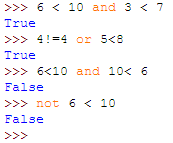 >>> 6 < 10 and 3 < 7
True
>>> 4!=4 or 5<8
True
>>> 6<10 and 10< 6
False
>>> not 6 < 10
False
>>>